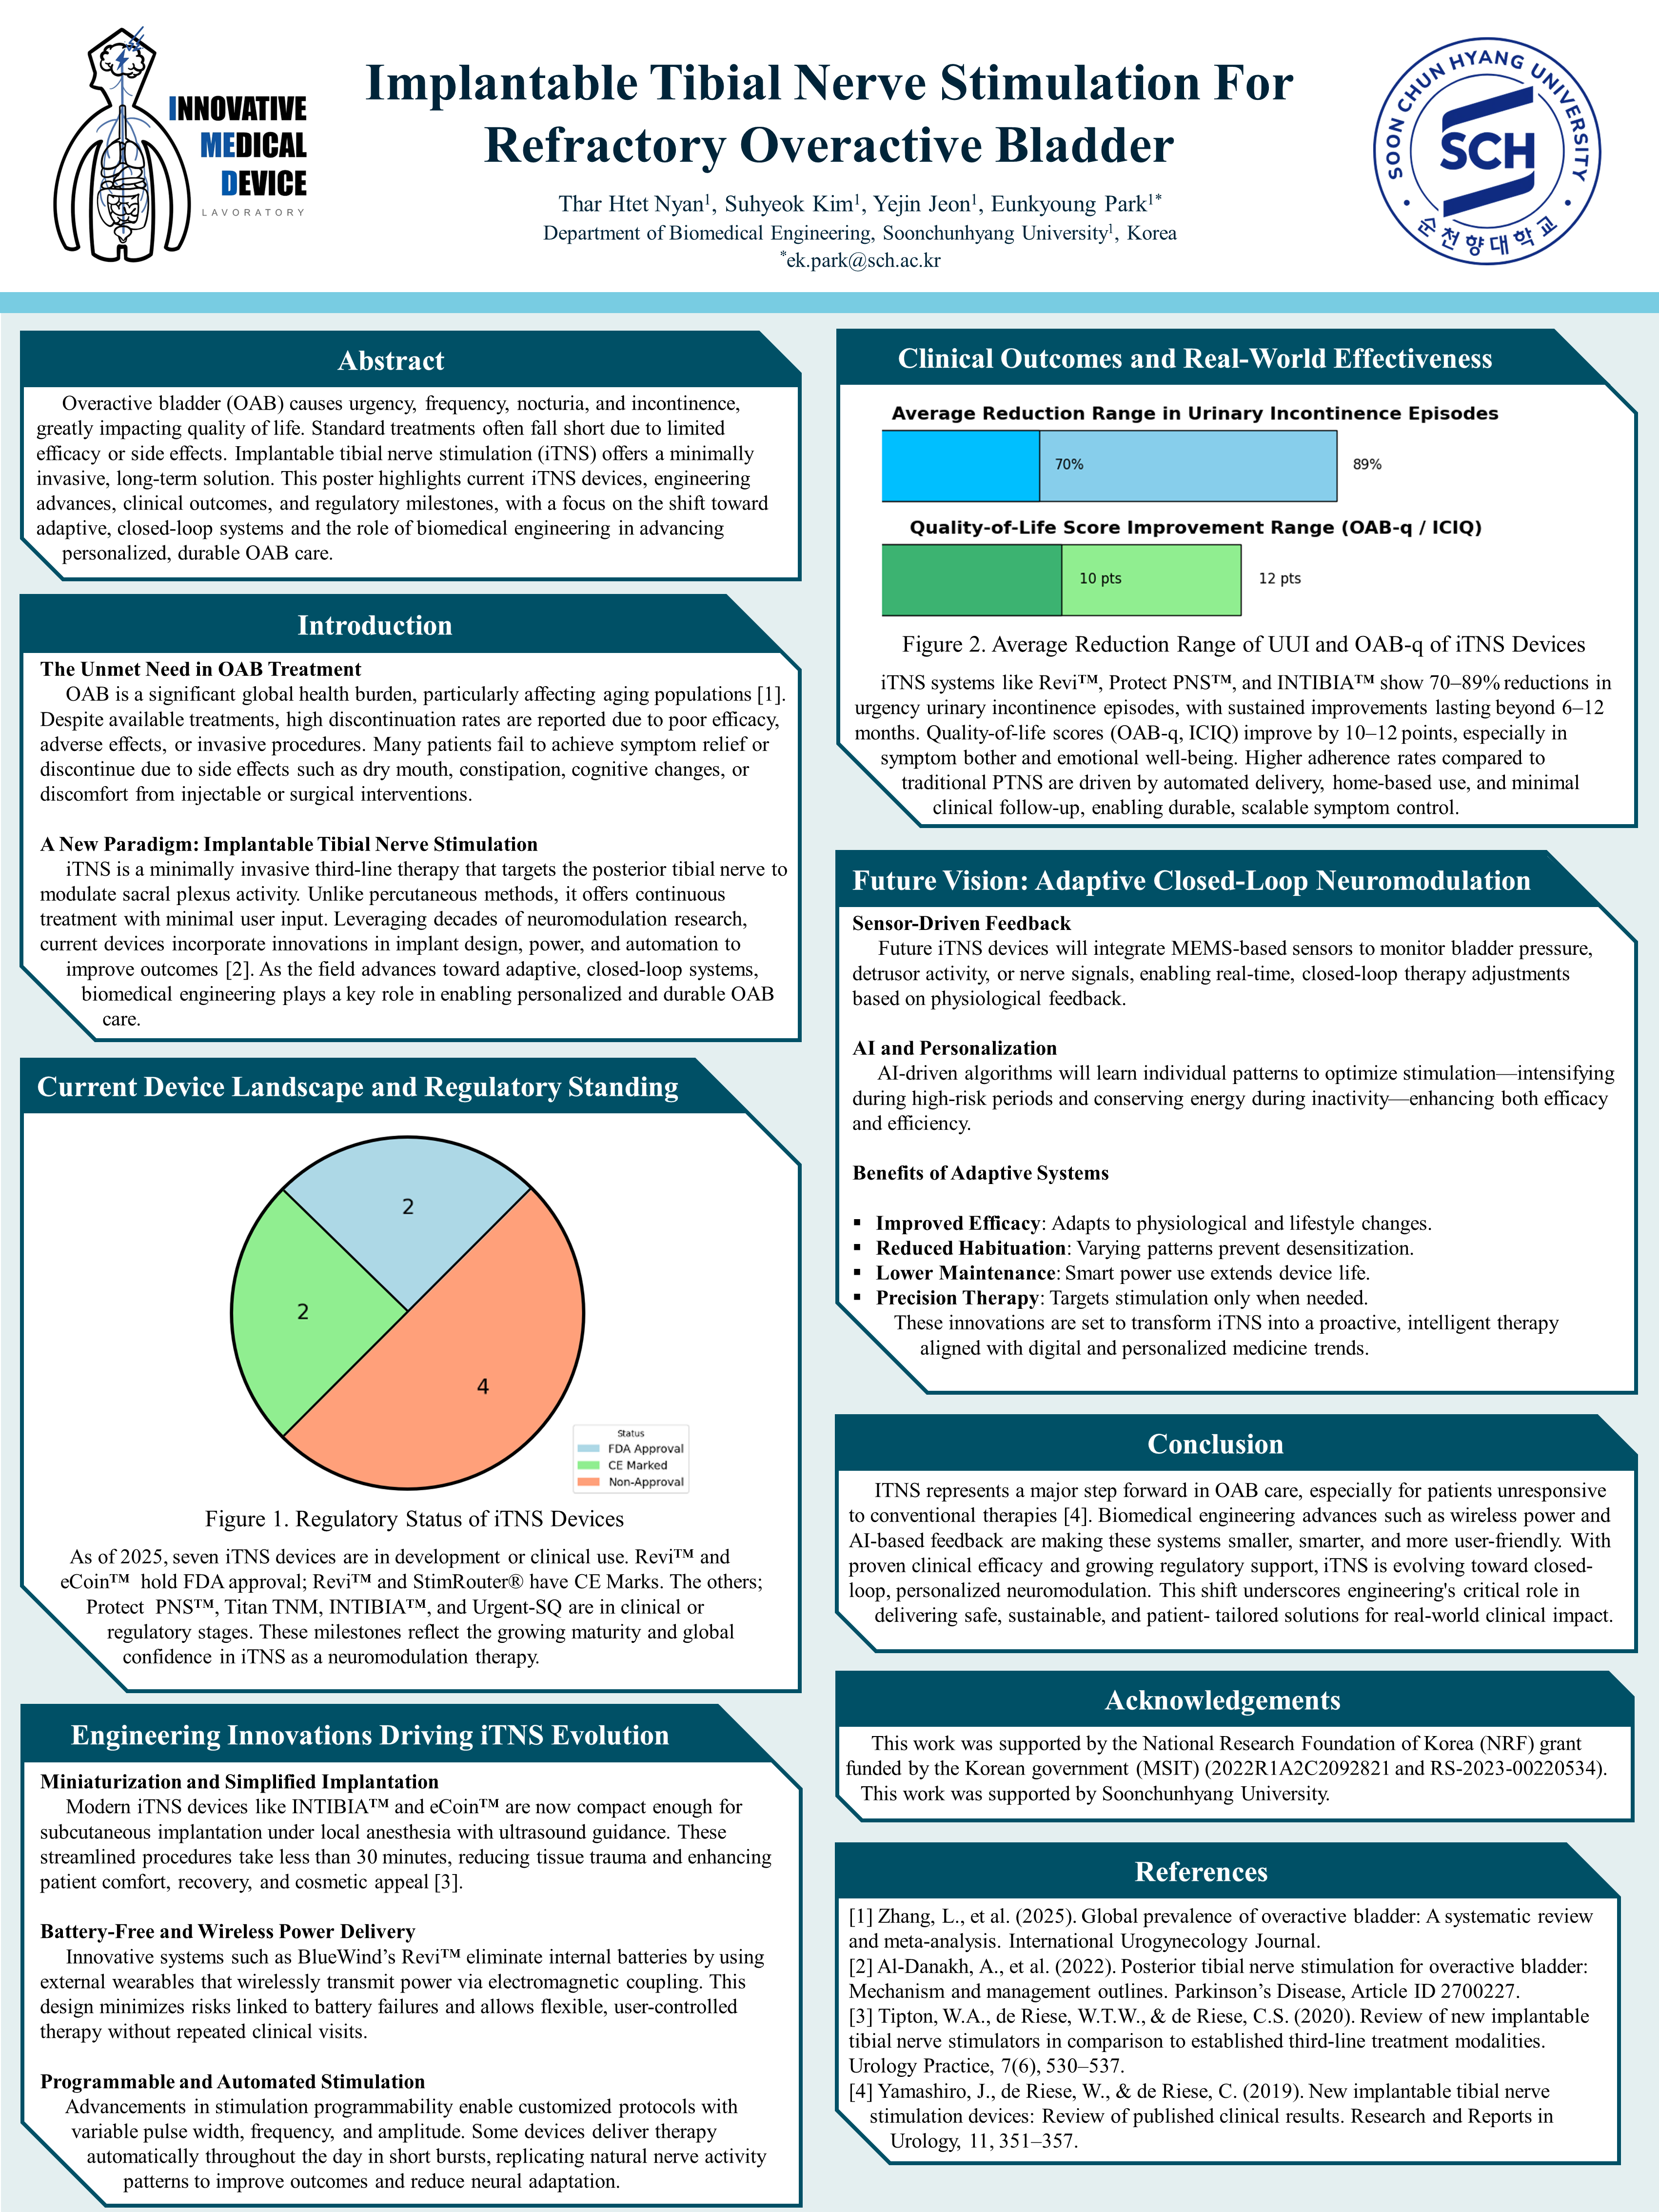 INNOVATIVE
MEDICAL
DEVICE
LAVORATORY
Implantable Tibial Nerve Stimulation For
Refractory Overactive Bladder
Thar Htet Nyan¹, Suhyeok Kim¹, Yejin Jeon¹, Eunkyoung Park¹*
Department of Biomedical Engineering, Soonchunhyang University¹, Korea
*ek.park@sch.ac.kr
SOON CHUN HYANG UNIVERSITY
SCH
순천향대학교
Abstract
Overactive bladder (OAB) causes urgency, frequency, nocturia, and incontinence,
greatly impacting quality of life. Standard treatments often fall short due to limited
efficacy or side effects. Implantable tibial nerve stimulation (iTNS) offers a minimally
invasive, long-term solution. This poster highlights current iTNS devices, engineering
advances, clinical outcomes, and regulatory milestones, with a focus on the shift toward
adaptive, closed-loop systems and the role of biomedical engineering in advancing
personalized, durable OAB care.
Introduction
The Unmet Need in OAB Treatment
OAB is a significant global health burden, particularly affecting aging populations [1].
Despite available treatments, high discontinuation rates are reported due to poor efficacy,
adverse effects, or invasive procedures. Many patients fail to achieve symptom relief or
discontinue due to side effects such as dry mouth, constipation, cognitive changes, or
discomfort from injectable or surgical interventions.
A New Paradigm: Implantable Tibial Nerve Stimulation
iTNS is a minimally invasive third-line therapy that targets the posterior tibial nerve to
modulate sacral plexus activity. Unlike percutaneous methods, it offers continuous
treatment with minimal user input. Leveraging decades of neuromodulation research,
current devices incorporate innovations in implant design, power, and automation to
improve outcomes [2]. As the field advances toward adaptive, closed-loop systems,
biomedical engineering plays a key role in enabling personalized and durable OAB
care.
Current Device Landscape and Regulatory Standing
2
2
4
Status
FDA Approval
CE Marked
Non-Approval
Figure 1. Regulatory Status of iTNS Devices
As of 2025, seven iTNS devices are in development or clinical use. Revi™ and
eCoin™ hold FDA approval; Revi™ and StimRouter® have CE Marks. The others;
Protect PNS™, Titan TNM, INTIBIA™, and Urgent-SQ are in clinical or
regulatory stages. These milestones reflect the growing maturity and global
confidence in iTNS as a neuromodulation therapy.
Engineering Innovations Driving iTNS Evolution
Miniaturization and Simplified Implantation
Modern iTNS devices like INTIBIA™ and eCoin™ are now compact enough for
subcutaneous implantation under local anesthesia with ultrasound guidance. These
streamlined procedures take less than 30 minutes, reducing tissue trauma and enhancing
patient comfort, recovery, and cosmetic appeal [3].
Battery-Free and Wireless Power Delivery
Innovative systems such as BlueWind’s Revi™ eliminate internal batteries by using
external wearables that wirelessly transmit power via electromagnetic coupling. This
design minimizes risks linked to battery failures and allows flexible, user-controlled
therapy without repeated clinical visits.
Programmable and Automated Stimulation
Advancements in stimulation programmability enable customized protocols with
variable pulse width, frequency, and amplitude. Some devices deliver therapy
automatically throughout the day in short bursts, replicating natural nerve activity
patterns to improve outcomes and reduce neural adaptation.
Clinical Outcomes and Real-World Effectiveness
Average Reduction Range in Urinary Incontinence Episodes
70%
89%
Quality-of-Life Score Improvement Range (OAB-q / ICIQ)
10 pts
12 pts
Figure 2. Average Reduction Range of UUI and OAB-q of iTNS Devices
iTNS systems like Revi™, Protect PNS™, and INTIBIA™ show 70–89% reductions in
urgency urinary incontinence episodes, with sustained improvements lasting beyond 6–12
months. Quality-of-life scores (OAB-q, ICIQ) improve by 10–12 points, especially in
symptom bother and emotional well-being. Higher adherence rates compared to
traditional PTNS are driven by automated delivery, home-based use, and minimal
clinical follow-up, enabling durable, scalable symptom control.
Future Vision: Adaptive Closed-Loop Neuromodulation
Sensor-Driven Feedback
Future iTNS devices will integrate MEMS-based sensors to monitor bladder pressure,
detrusor activity, or nerve signals, enabling real-time, closed-loop therapy adjustments
based on physiological feedback.
AI and Personalization
AI-driven algorithms will learn individual patterns to optimize stimulation—intensifying
during high-risk periods and conserving energy during inactivity—enhancing both efficacy
and efficiency.
Benefits of Adaptive Systems
▪ Improved Efficacy: Adapts to physiological and lifestyle changes.
▪ Reduced Habituation: Varying patterns prevent desensitization.
▪ Lower Maintenance: Smart power use extends device life.
▪ Precision Therapy: Targets stimulation only when needed.
These innovations are set to transform iTNS into a proactive, intelligent therapy
aligned with digital and personalized medicine trends.
Conclusion
ITNS represents a major step forward in OAB care, especially for patients unresponsive
to conventional therapies [4]. Biomedical engineering advances such as wireless power and
AI-based feedback are making these systems smaller, smarter, and more user-friendly. With
proven clinical efficacy and growing regulatory support, iTNS is evolving toward closed-
loop, personalized neuromodulation. This shift underscores engineering's critical role in
delivering safe, sustainable, and patient- tailored solutions for real-world clinical impact.
Acknowledgements
This work was supported by the National Research Foundation of Korea (NRF) grant
funded by the Korean government (MSIT) (2022R1A2C2092821 and RS-2023-00220534).
This work was supported by Soonchunhyang University.
References
[1] Zhang, L., et al. (2025). Global prevalence of overactive bladder: A systematic review
and meta-analysis. International Urogynecology Journal.
[2] Al-Danakh, A., et al. (2022). Posterior tibial nerve stimulation for overactive bladder:
Mechanism and management outlines. Parkinson’s Disease, Article ID 2700227.
[3] Tipton, W.A., de Riese, W.T.W., & de Riese, C.S. (2020). Review of new implantable
tibial nerve stimulators in comparison to established third-line treatment modalities.
Urology Practice, 7(6), 530–537.
[4] Yamashiro, J., de Riese, W., & de Riese, C. (2019). New implantable tibial nerve
stimulation devices: Review of published clinical results. Research and Reports in
Urology, 11, 351–357.